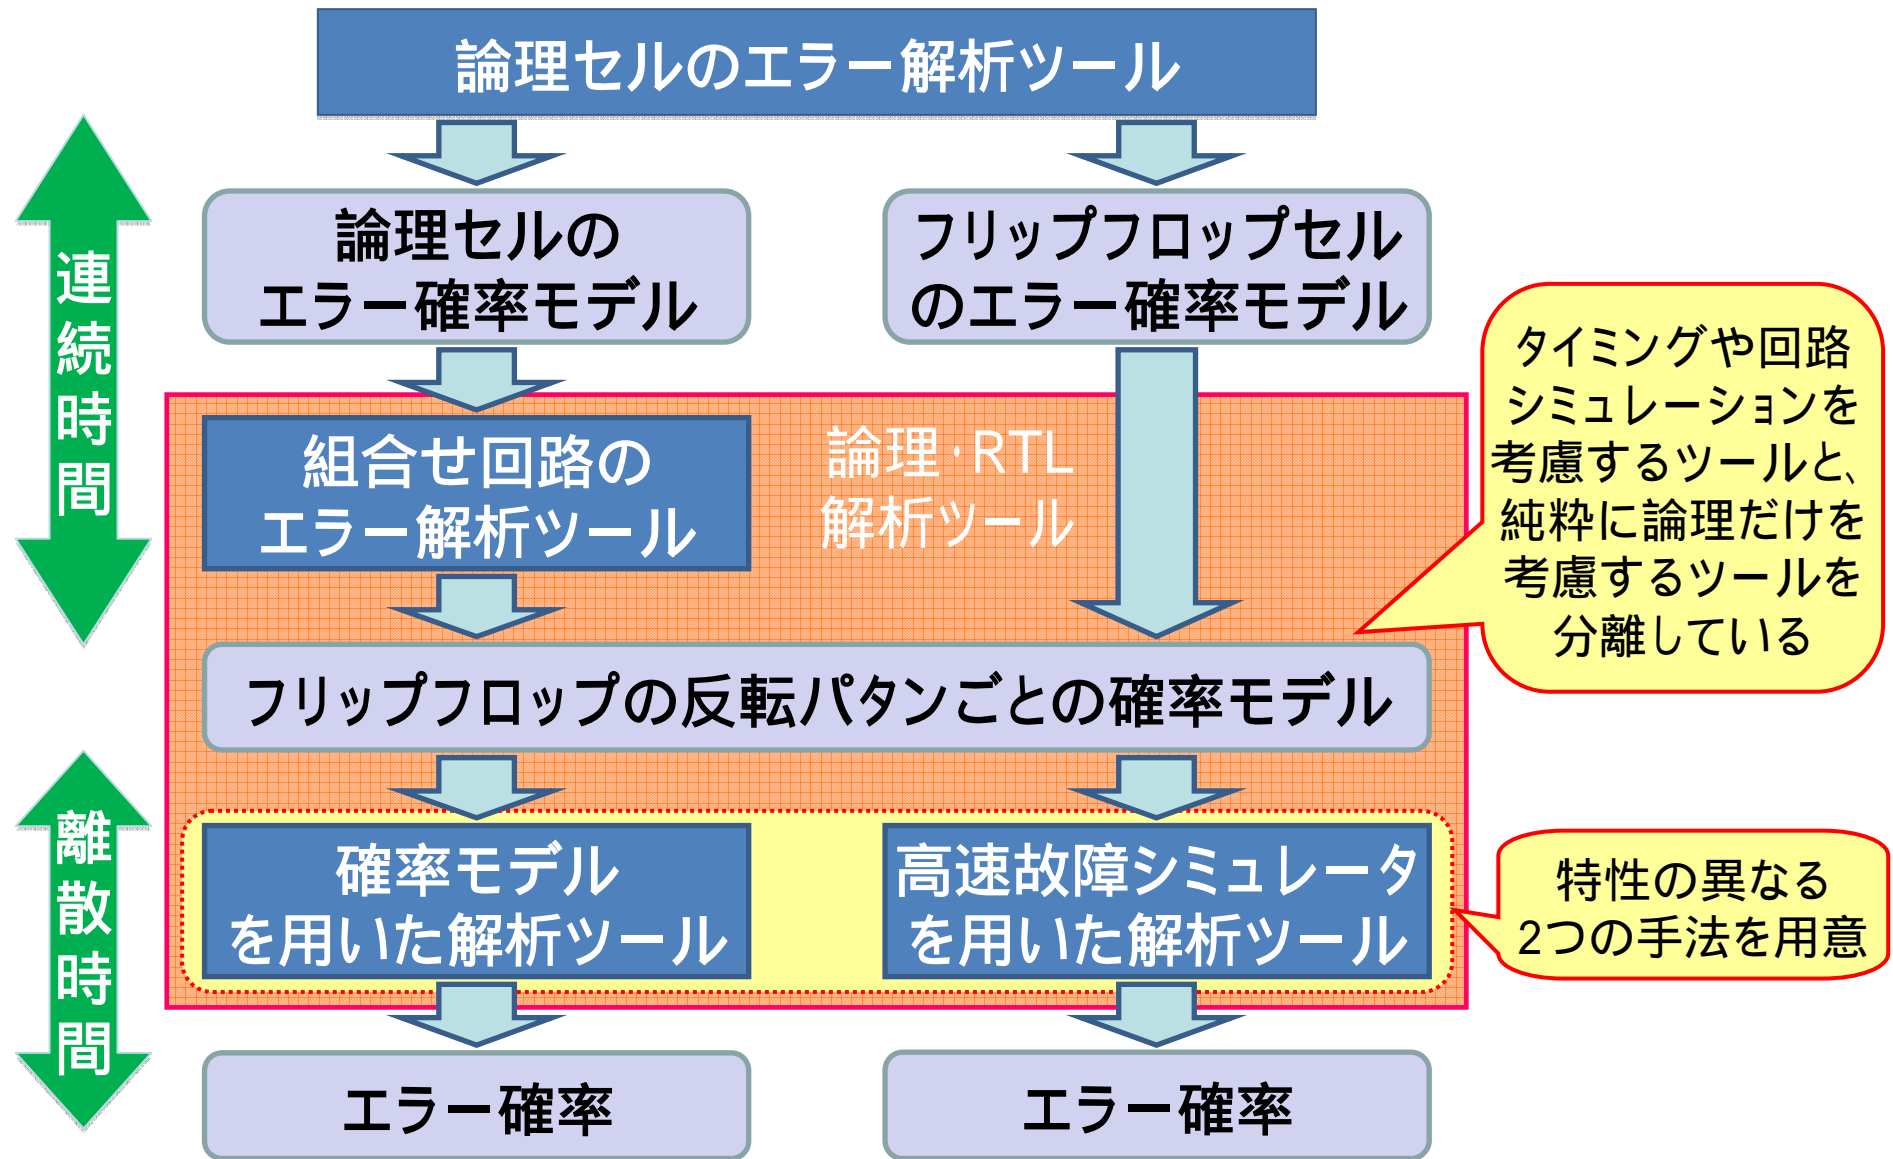 論理セルのエラー解析ツール
論理セルの
エラー確率モデル
フリップフロップセル
のエラー確率モデル
連続時間
組合せ回路の
エラー解析ツール
論理・RTL
解析ツール
タイミングや回路
シミュレーションを
考慮するツールと、
純粋に論理だけを
考慮するツールを
分離している
フリップフロップの反転パタンごとの確率モデル
離散時間
確率モデル
を用いた解析ツール
高速故障シミュレータ
を用いた解析ツール
特性の異なる
2つの手法を用意
エラー確率
エラー確率